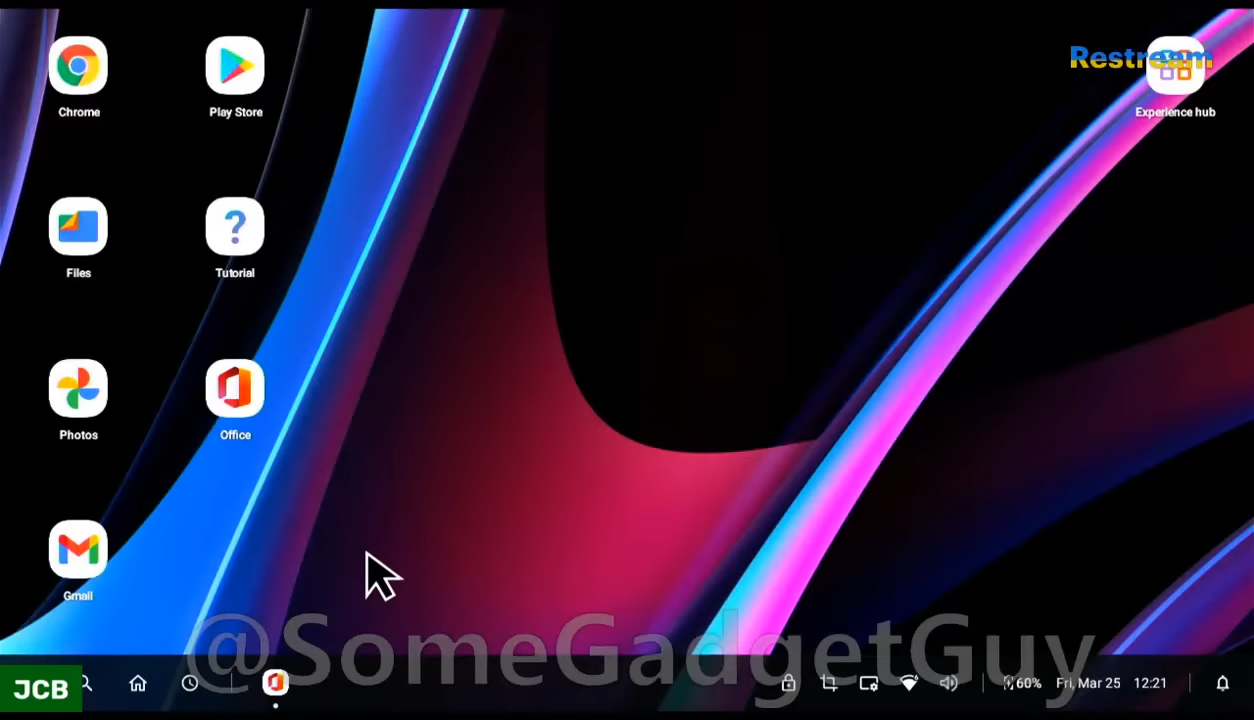 Restream
Chrome
Play Store
Experience hub
Files
Tutorial
Photos
Office
Gmail
@SomeGadgetGuy
JCB
60%
Fri, Mar 25
12:21